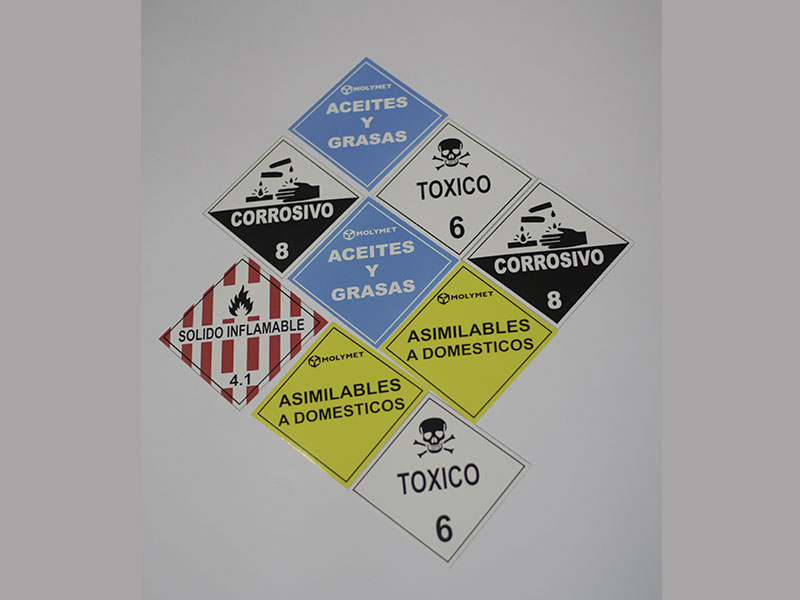 MOLYMET
ACEITES
Y
GRASAS
TOXICO
6
CORROSIVO
8
MOLYMET
ACEITES
Y
GRASAS
CORROSIVO
8
SOLIDO INFLAMABLE
4.1
MOLYMET
ASIMILABLES
A DOMESTICOS
MOLYMET
ASIMILABLES
A DOMESTICOS
TOXICO
6